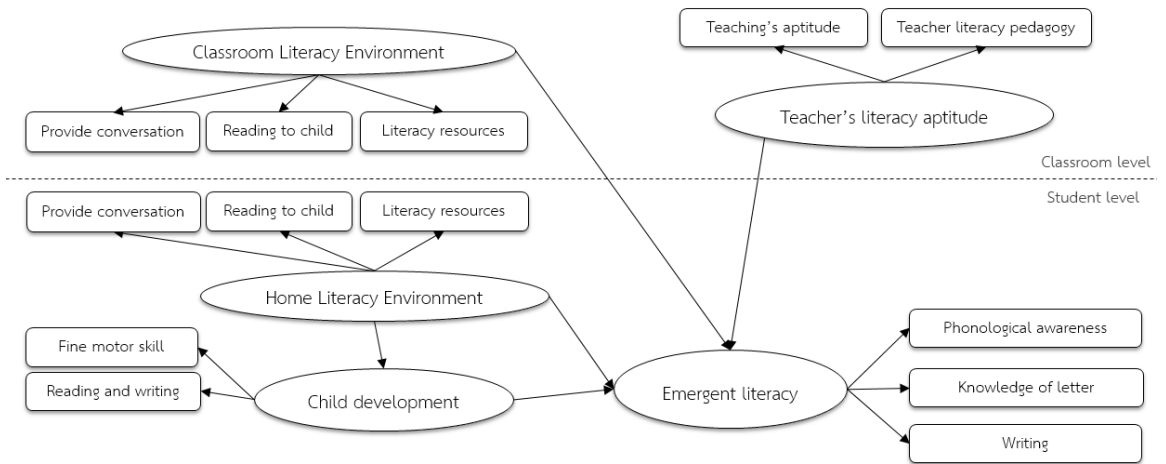 Teaching’s aptitude
Teacher literacy pedagogy
Classroom Literacy Environment
Teacher’s literacy aptitude
Provide conversation
Reading to child
Literacy resources
Classroom level
Student level
Provide conversation
Reading to child
Literacy resources
Home Literacy Environment
Fine motor skill
Reading and writing
Child development
Emergent literacy
Phonological awareness
Knowledge of letter
Writing